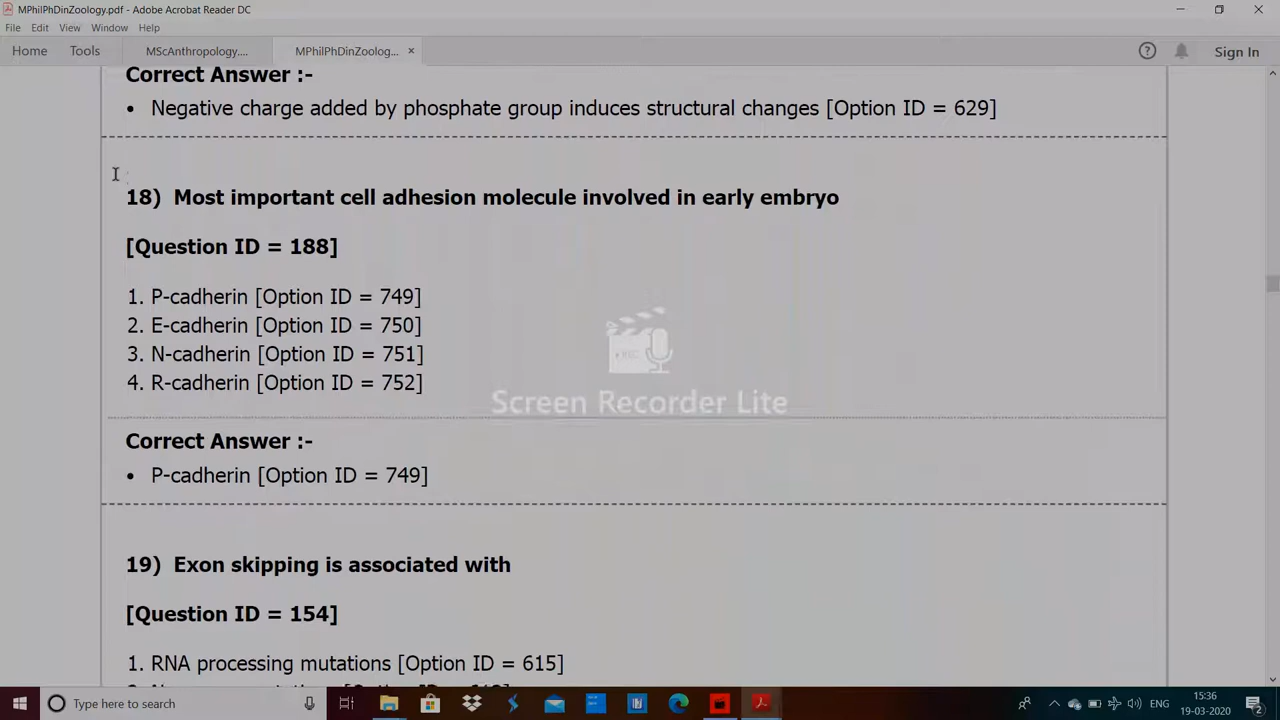 MPhilPhDinZoology.pdf - Adobe Acrobat Reader DC
File Edit View Window Help
Home Tools MScAnthropology.... MPhilPhDinZoolog... × Sign In
Correct Answer :-
• Negative charge added by phosphate group induces structural changes [Option ID = 629]
18) Most important cell adhesion molecule involved in early embryo
[Question ID = 188]
1. P-cadherin [Option ID = 749]
2. E-cadherin [Option ID = 750]
3. N-cadherin [Option ID = 751]
4. R-cadherin [Option ID = 752]
REC
Screen Recorder Lite
Correct Answer :-
• P-cadherin [Option ID = 749]
19) Exon skipping is associated with
[Question ID = 154]
1. RNA processing mutations [Option ID = 615]
Type here to search
ENG
15:36
19-03-2020
2